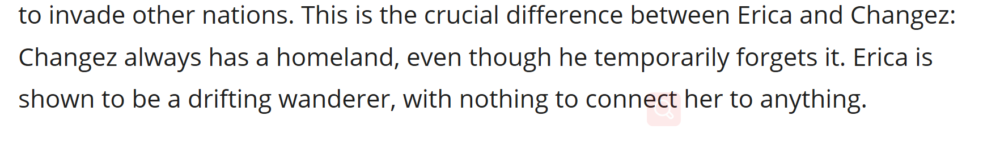 to invade other nations. This is the crucial difference between Erica and Changez:
Changez always has a homeland, even though he temporarily forgets it. Erica is
shown to be a drifting wanderer, with nothing to connect her to anything.